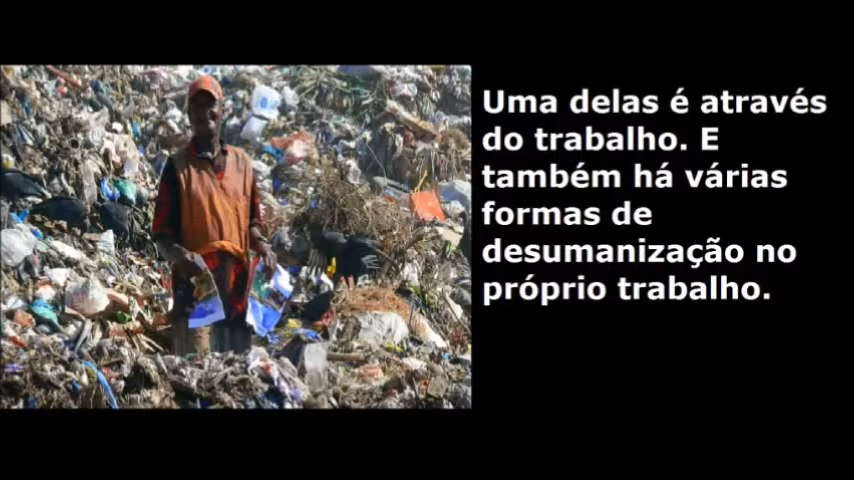 Uma delas é através
do trabalho. E
também há várias
formas de
desumanização no
próprio trabalho.